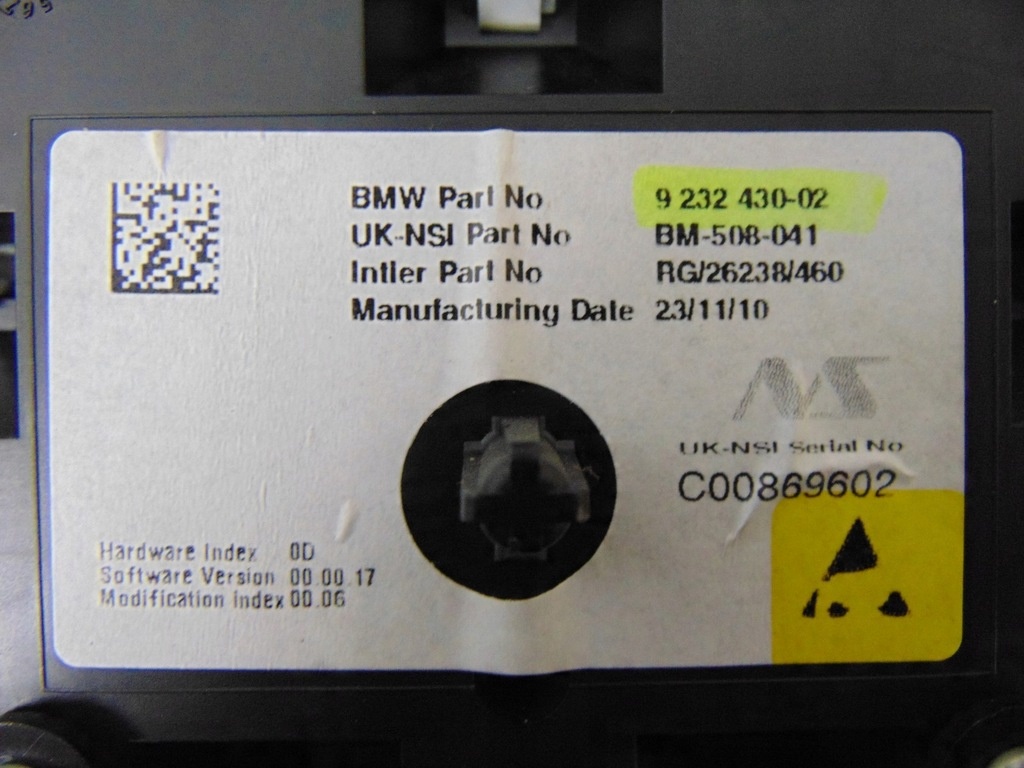 BMW Part No 9 232 430-02
UK-NSI Part No BM-508-041
Intier Part No RG/26238/460
Manufacturing Date 23/11/10
NS
UK-NSI Serial No
C00869602
Hardware Index 0D
Software Version 00.00.17
Modification index 00.06